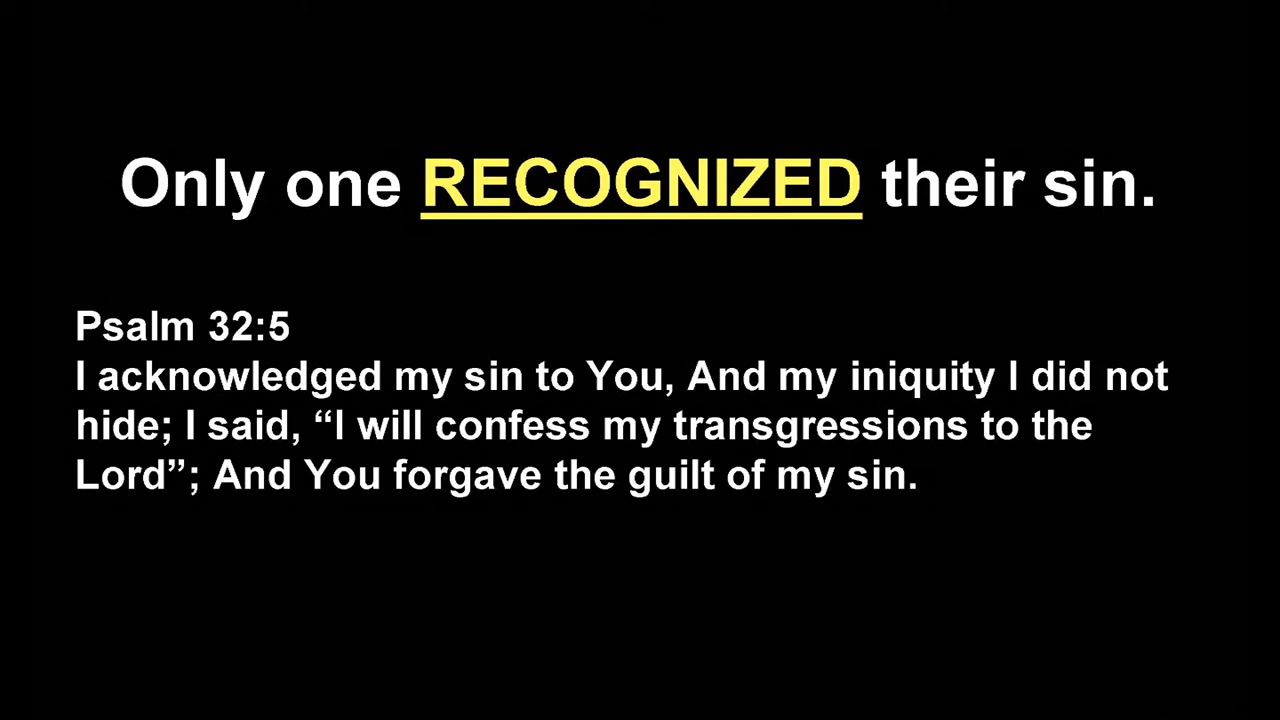 Only one RECOGNIZED their sin.
Psalm 32:5
I acknowledged my sin to You, And my iniquity I did not
hide; I said, “I will confess my transgressions to the
Lord”; And You forgave the guilt of my sin.